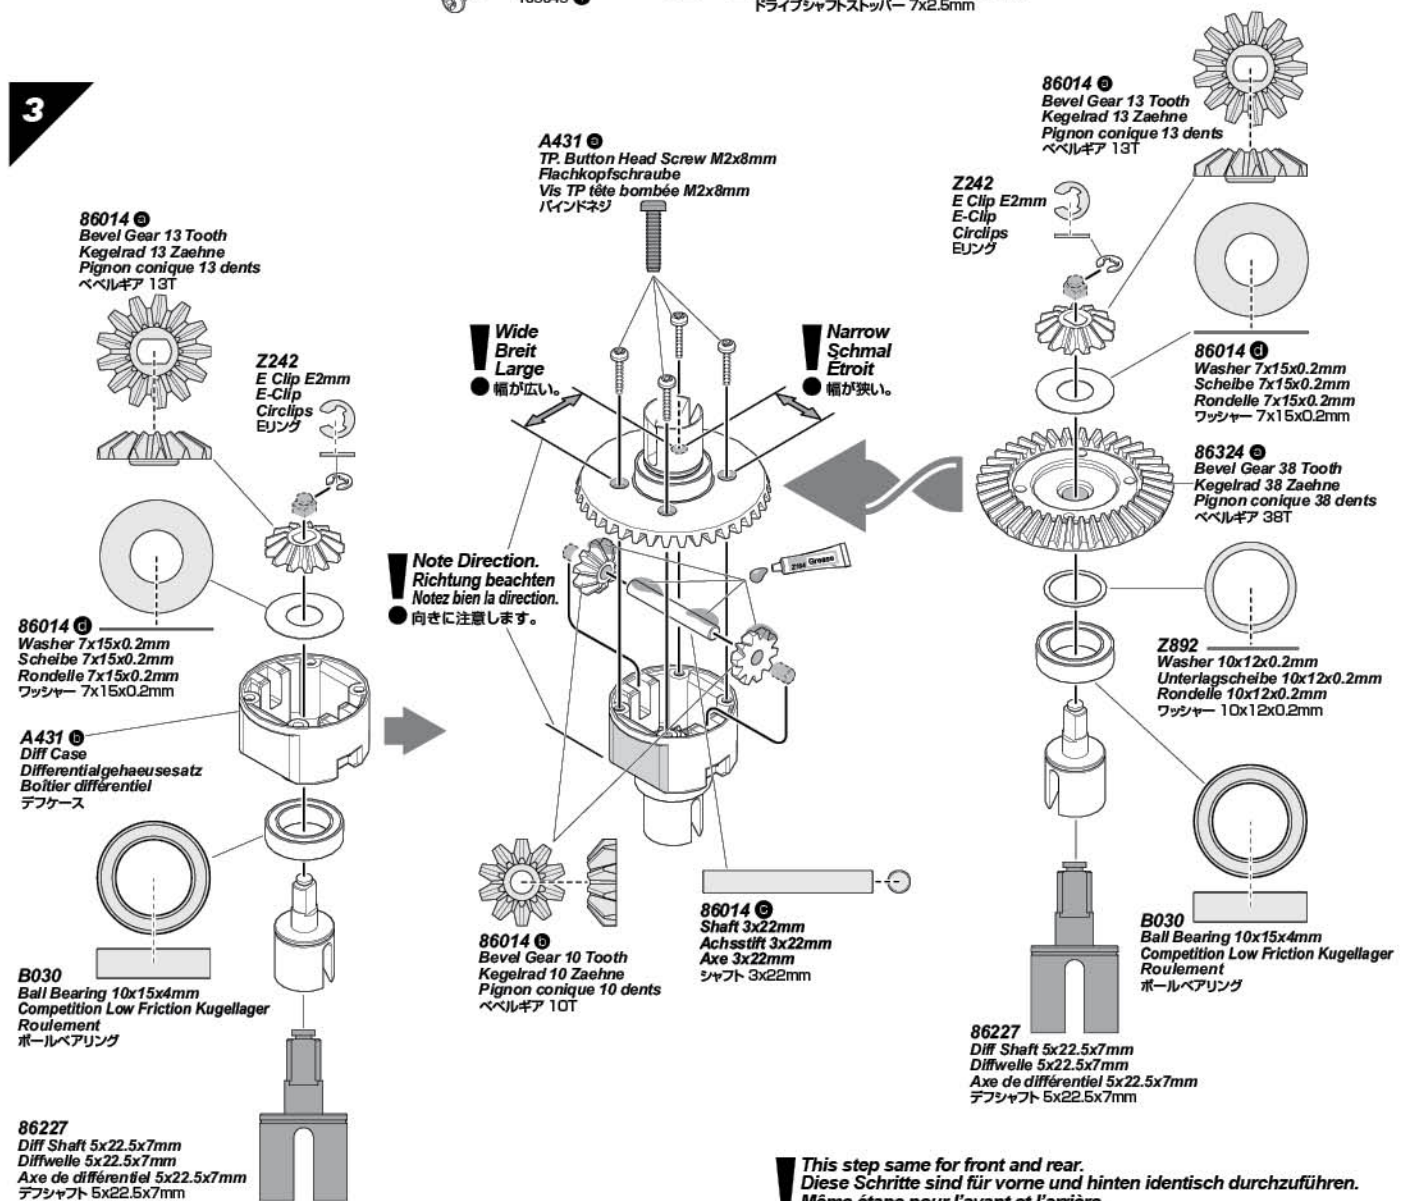 ドライブシャフトストッパー 7x2.5mm
3
86014 a
Bevel Gear 13 Tooth
Kegelrad 13 Zaehne
Pignon conique 13 dents
ベベルギア 13T
Z242
E Clip E2mm
E-Clip
Circlips
Eリング
86014 d
Washer 7x15x0.2mm
Scheibe 7x15x0.2mm
Rondelle 7x15x0.2mm
ワッシャー 7x15x0.2mm
A431 b
Diff Case
Differentialgehaeusesatz
Boîtier différentiel
デフケース
B030
Ball Bearing 10x15x4mm
Competition Low Friction Kugellager
Roulement
ボールベアリング
86227
Diff Shaft 5x22.5x7mm
Diffwelle 5x22.5x7mm
Axe de différentiel 5x22.5x7mm
デフシャフト 5x22.5x7mm
A431 a
TP. Button Head Screw M2x8mm
Flachkopfschraube
Vis TP tête bombée M2x8mm
バインドネジ
! Wide
Breit
Large
● 幅が広い。
! Narrow
Schmal
Étroit
● 幅が狭い。
! Note Direction.
Richtung beachten
Notez bien la direction.
● 向きに注意します。
Z164 Grease
86014 b
Bevel Gear 10 Tooth
Kegelrad 10 Zaehne
Pignon conique 10 dents
ベベルギア 10T
86014 c
Shaft 3x22mm
Achsstift 3x22mm
Axe 3x22mm
シャフト 3x22mm
86014 a
Bevel Gear 13 Tooth
Kegelrad 13 Zaehne
Pignon conique 13 dents
ベベルギア 13T
Z242
E Clip E2mm
E-Clip
Circlips
Eリング
86014 d
Washer 7x15x0.2mm
Scheibe 7x15x0.2mm
Rondelle 7x15x0.2mm
ワッシャー 7x15x0.2mm
86324 a
Bevel Gear 38 Tooth
Kegelrad 38 Zaehne
Pignon conique 38 dents
ベベルギア 38T
Z892
Washer 10x12x0.2mm
Unterlagscheibe 10x12x0.2mm
Rondelle 10x12x0.2mm
ワッシャー 10x12x0.2mm
B030
Ball Bearing 10x15x4mm
Competition Low Friction Kugellager
Roulement
ボールベアリング
86227
Diff Shaft 5x22.5x7mm
Diffwelle 5x22.5x7mm
Axe de différentiel 5x22.5x7mm
デフシャフト 5x22.5x7mm
! This step same for front and rear.
Diese Schritte sind für vorne und hinten identisch durchzuführen.
Même étape pour l'avant et l'arrière.